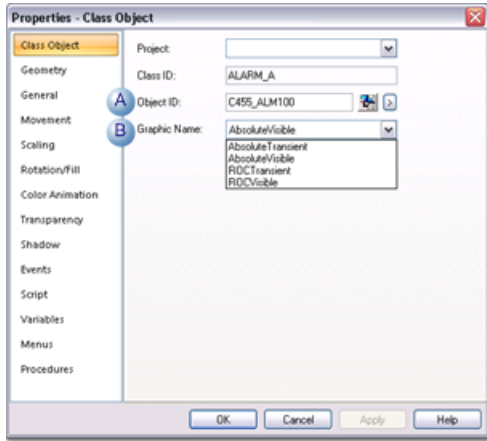 Properties - Class Object
Class Object
Geometry
General
Movement
Scaling
Rotation/Fill
Color Animation
Transparency
Shadow
Events
Script
Variables
Menus
Procedures
Project:
Class ID: ALARM_A
A Object ID: C455_ALM100
B Graphic Name: AbsoluteVisible
AbsoluteTransient
AbsoluteVisible
ROCTransient
ROCVisible
OK Cancel Apply Help